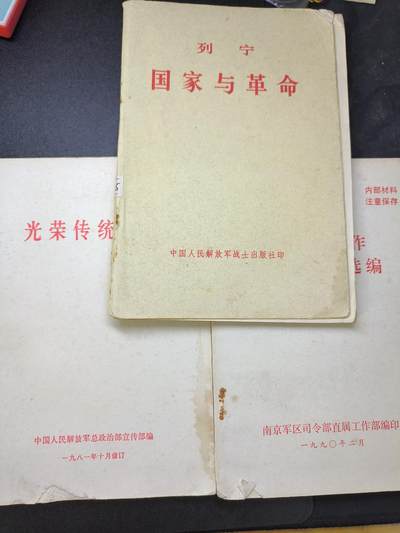 列宁
国家与革命
中国人民解放军战士出版社印
光荣传统
中国人民解放军总政治部宣传部编
一九八一年十月修订
内部材料
注意保存
作
选编
南京军区司令部直属工作部编印
一九九〇年二月